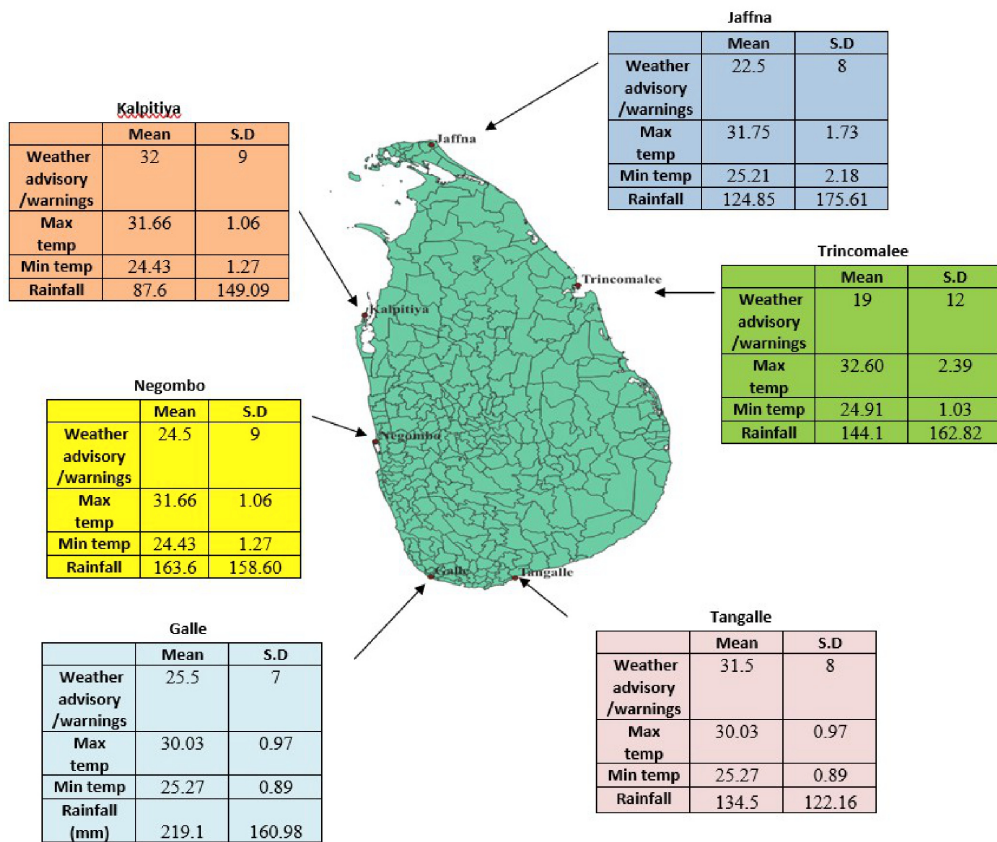 Jaffna
Mean S.D
Weather advisory /warnings 22.5 8
Max temp 31.75 1.73
Min temp 25.21 2.18
Rainfall 124.85 175.61
Kalpitiya
Mean S.D
Weather advisory /warnings 32 9
Max temp 31.66 1.06
Min temp 24.43 1.27
Rainfall 87.6 149.09
Jaffna
Trincomalee
Kalpitiya
Negombo
Galle
Tangalle
Trincomalee
Mean S.D
Weather advisory /warnings 19 12
Max temp 32.60 2.39
Min temp 24.91 1.03
Rainfall 144.1 162.82
Negombo
Mean S.D
Weather advisory /warnings 24.5 9
Max temp 31.66 1.06
Min temp 24.43 1.27
Rainfall 163.6 158.60
Galle
Mean S.D
Weather advisory /warnings 25.5 7
Max temp 30.03 0.97
Min temp 25.27 0.89
Rainfall (mm) 219.1 160.98
Tangalle
Mean S.D
Weather advisory /warnings 31.5 8
Max temp 30.03 0.97
Min temp 25.27 0.89
Rainfall 134.5 122.16